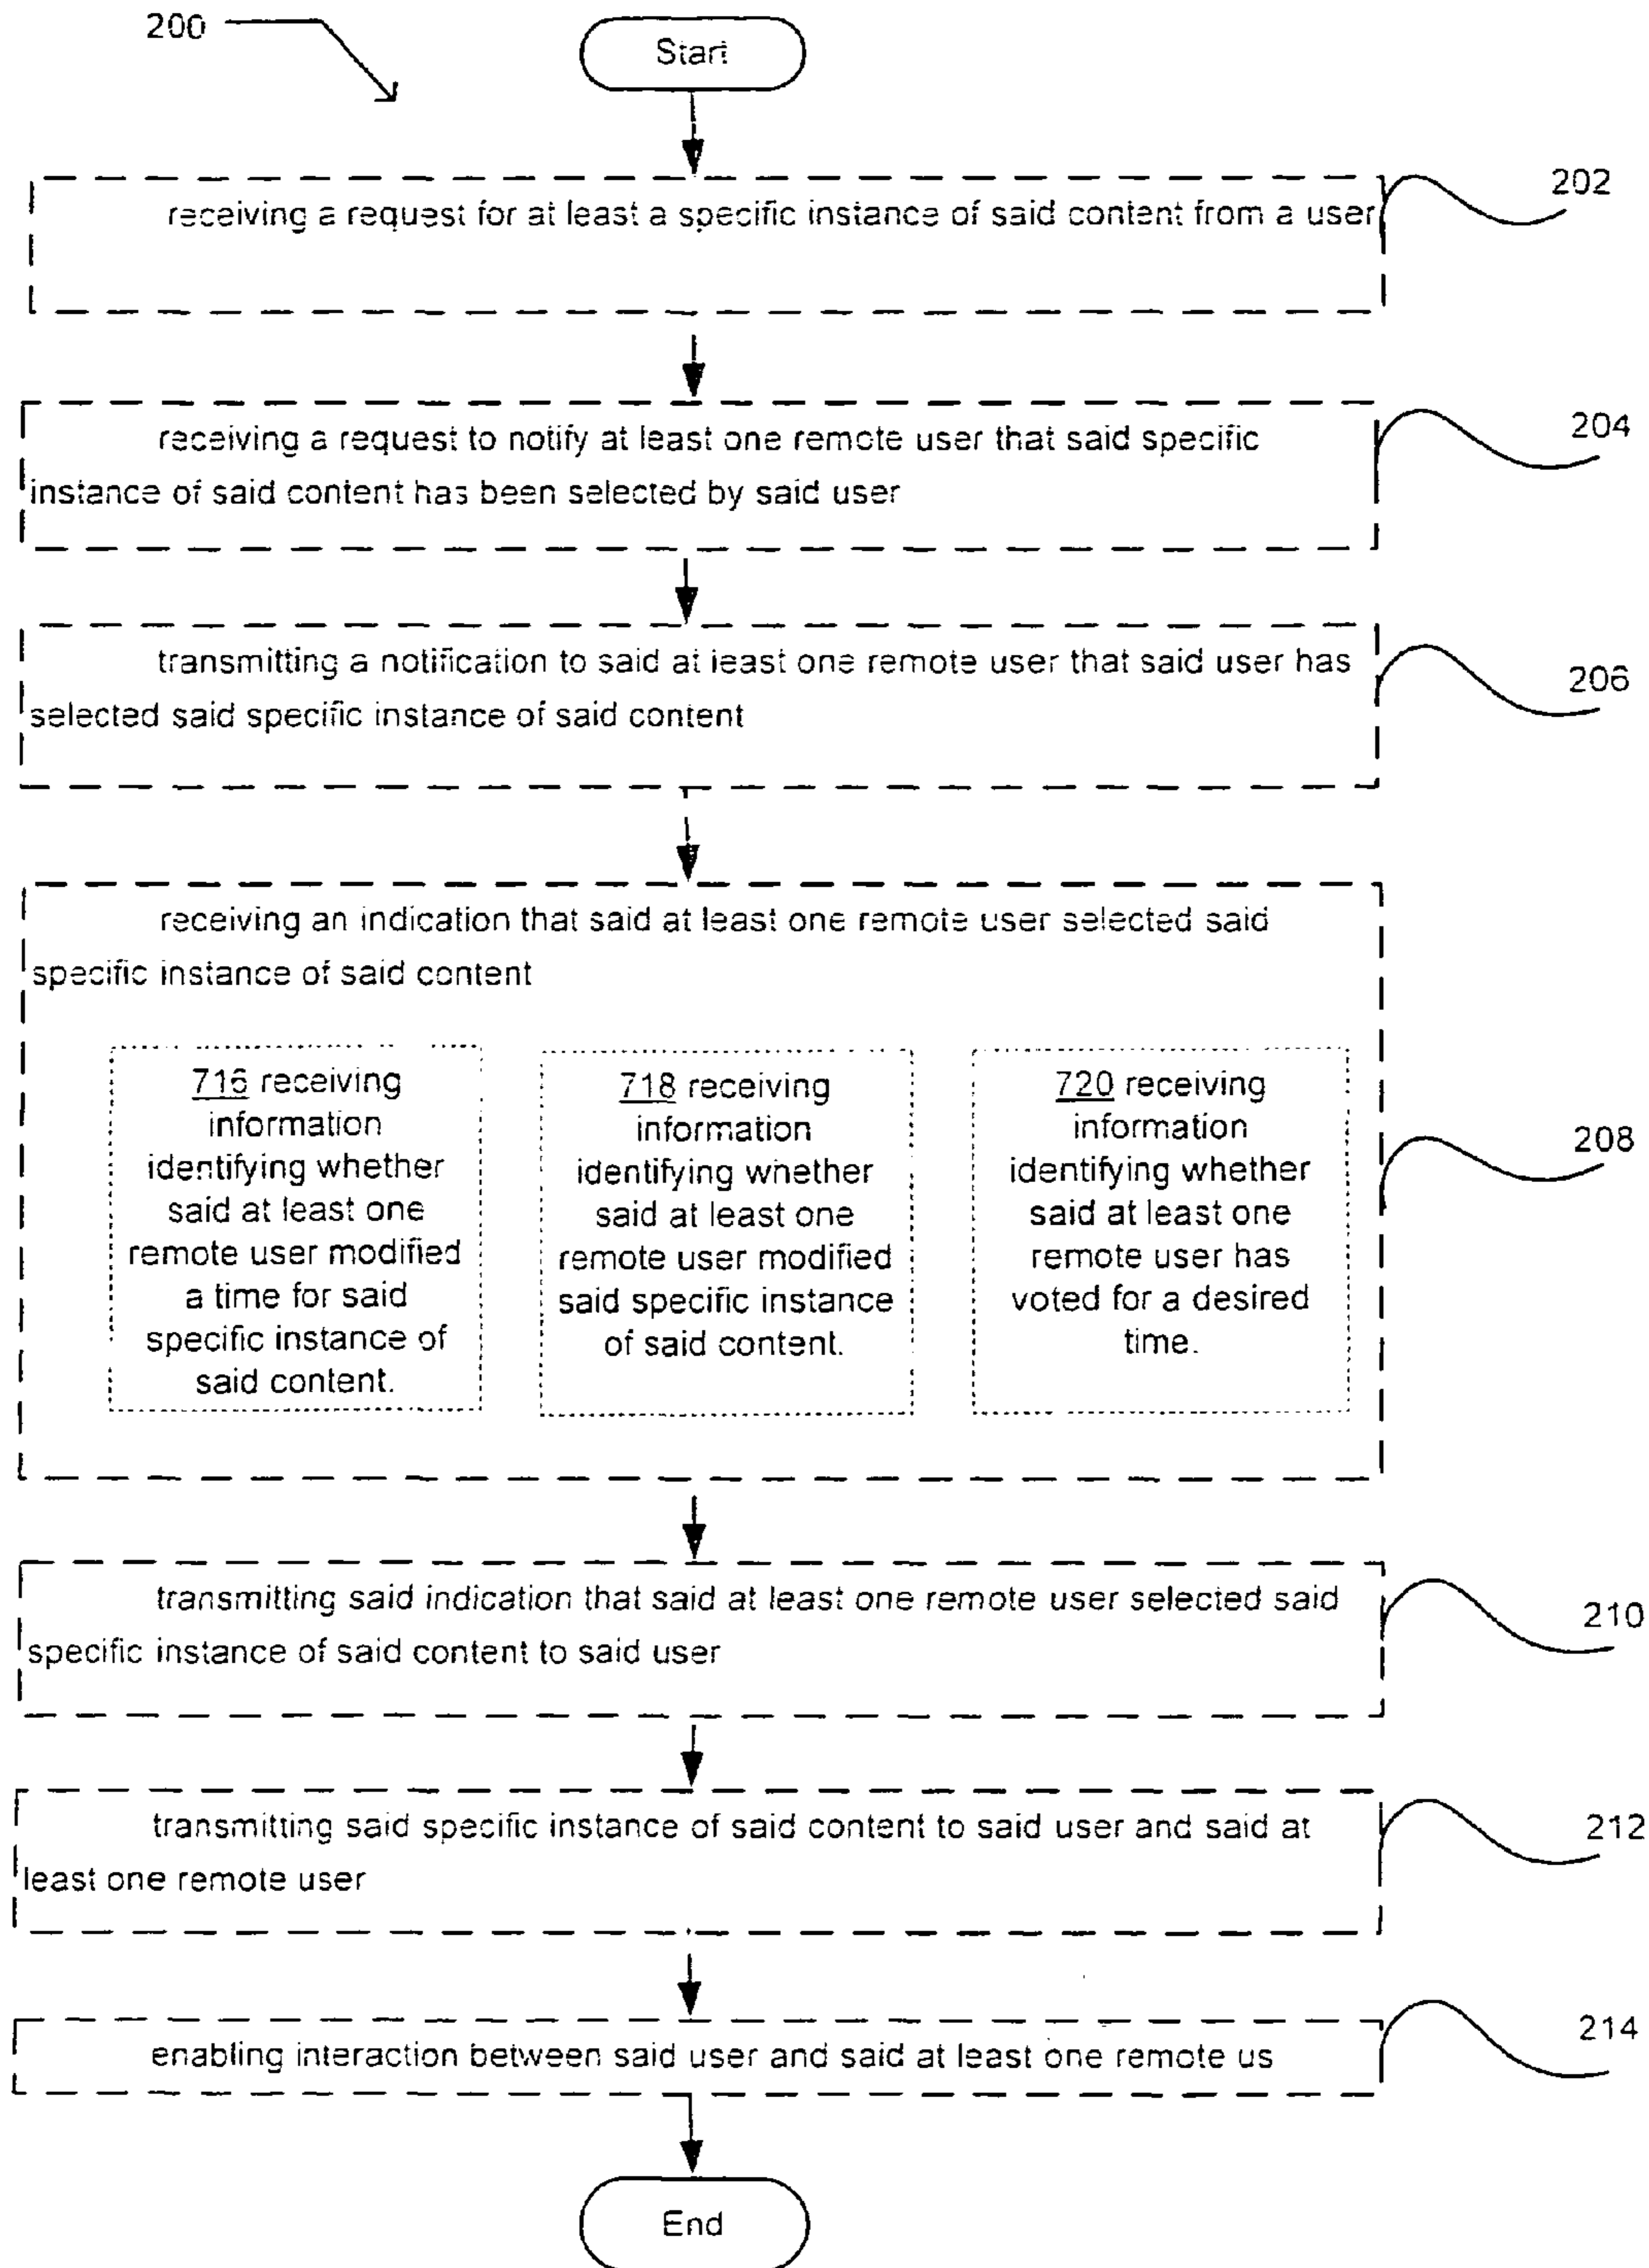 200
Start
202
receiving a request for at least a specific instance of said content from a user
204
receiving a request to notify at least one remote user that said specific
instance of said content has been selected by said user
206
transmitting a notification to said at least one remote user that said user has
selected said specific instance of said content
208
receiving an indication that said at least one remote user selected said
specific instance of said content
716 receiving
information
identifying whether
said at least one
remote user modified
a time for said
specific instance of
said content.
718 receiving
information
identifying whether
said at least one
remote user modified
said specific instance
of said content.
720 receiving
information
identifying whether
said at least one
remote user has
voted for a desired
time.
210
transmitting said indication that said at least one remote user selected said
specific instance of said content to said user
212
transmitting said specific instance of said content to said user and said at
least one remote user
214
enabling interaction between said user and said at least one remote us
End